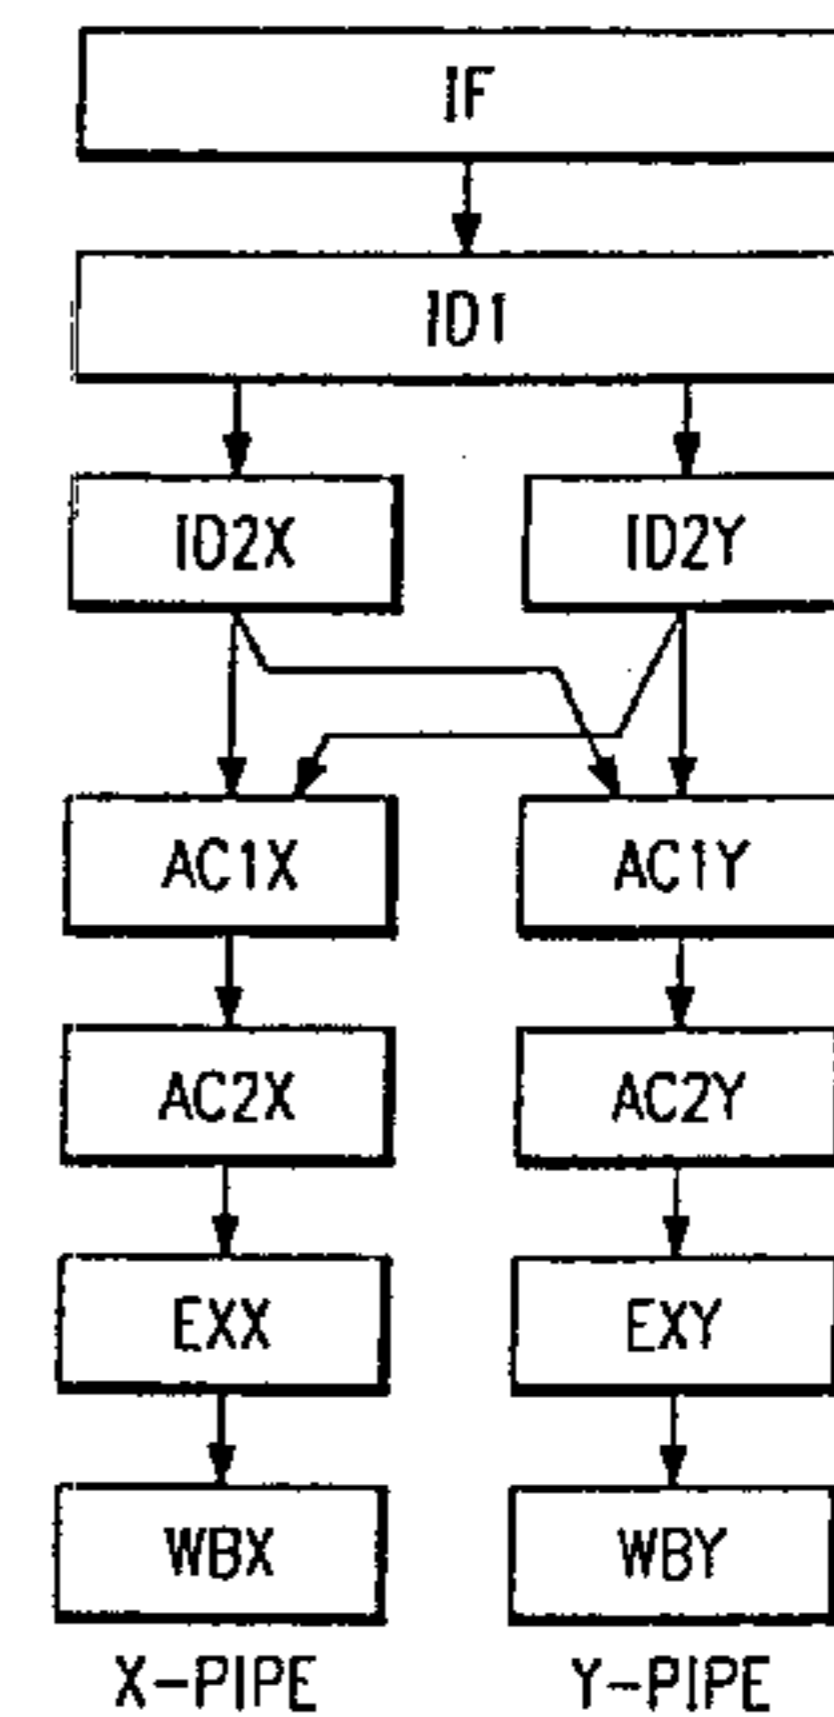 IF
ID1
ID2X ID2Y
AC1X AC1Y
AC2X AC2Y
EXX EXY
WBX WBY
X-PIPE Y-PIPE